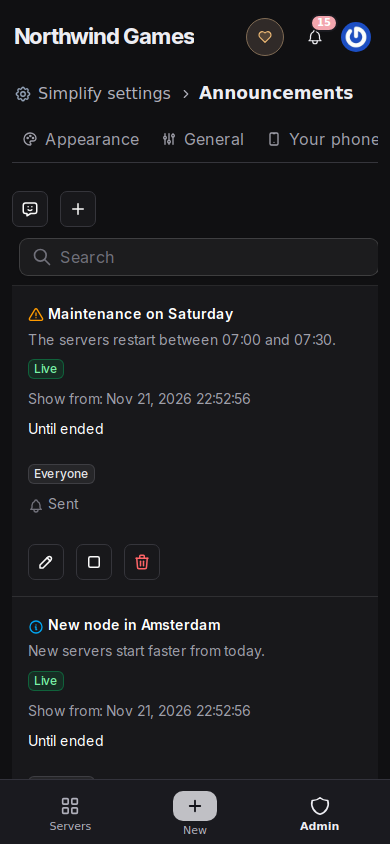 Northwind Games
15
Simplify settings > Announcements
Appearance General Your phone
Search
Maintenance on Saturday
The servers restart between 07:00 and 07:30.
Live
Show from: Nov 21, 2026 22:52:56
Until ended
Everyone
Sent
New node in Amsterdam
New servers start faster from today.
Live
Show from: Nov 21, 2026 22:52:56
Until ended
Servers
New
Admin